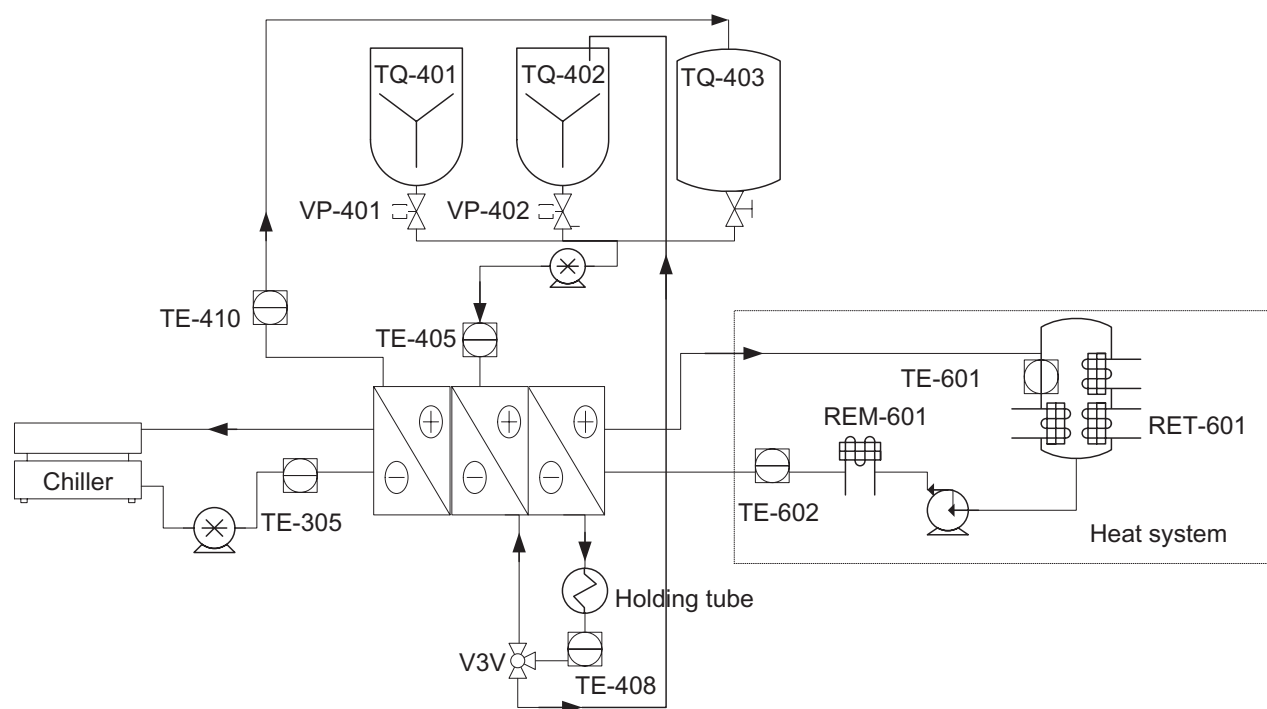 TQ-401
TQ-402
TQ-403
VP-401
VP-402
TE-410
TE-405
TE-601
REM-601
RET-601
Chiller
TE-305
TE-602
Heat system
Holding tube
V3V
TE-408